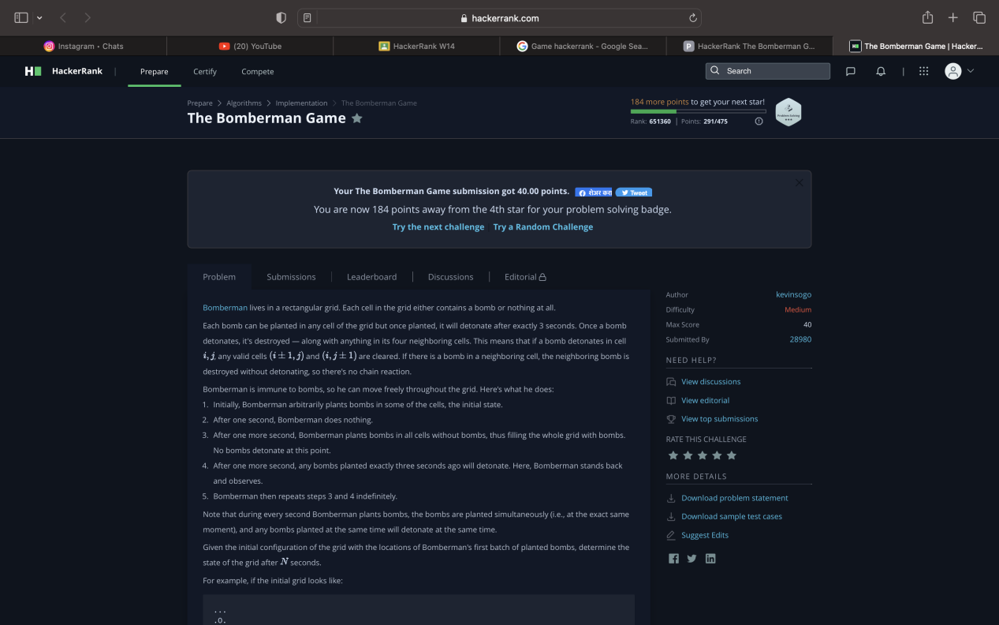 hackerrank.com
Instagram • Chats
(20) YouTube
HackerRank W14
Game hackerrank - Google Sea...
HackerRank The Bomberman G...
The Bomberman Game | Hacker...
HackerRank | Prepare Certify Compete Search
Prepare > Algorithms > Implementation > The Bomberman Game
The Bomberman Game
184 more points to get your next star!
Rank: 651360 | Points: 291/475
Problem Solving
Your The Bomberman Game submission got 40.00 points. शेअर करा Tweet
You are now 184 points away from the 4th star for your problem solving badge.
Try the next challenge | Try a Random Challenge
Problem Submissions Leaderboard Discussions Editorial
Bomberman lives in a rectangular grid. Each cell in the grid either contains a bomb or nothing at all.
Each bomb can be planted in any cell of the grid but once planted, it will detonate after exactly 3 seconds. Once a bomb
detonates, it's destroyed — along with anything in its four neighboring cells. This means that if a bomb detonates in cell
i, j, any valid cells (i ± 1, j) and (i, j ± 1) are cleared. If there is a bomb in a neighboring cell, the neighboring bomb is
destroyed without detonating, so there's no chain reaction.
Bomberman is immune to bombs, so he can move freely throughout the grid. Here's what he does:
1. Initially, Bomberman arbitrarily plants bombs in some of the cells, the initial state.
2. After one second, Bomberman does nothing.
3. After one more second, Bomberman plants bombs in all cells without bombs, thus filling the whole grid with bombs.
No bombs detonate at this point.
4. After one more second, any bombs planted exactly three seconds ago will detonate. Here, Bomberman stands back
and observes.
5. Bomberman then repeats steps 3 and 4 indefinitely.
Note that during every second Bomberman plants bombs, the bombs are planted simultaneously (i.e., at the exact same
moment), and any bombs planted at the same time will detonate at the same time.
Given the initial configuration of the grid with the locations of Bomberman's first batch of planted bombs, determine the
state of the grid after N seconds.
For example, if the initial grid looks like:
...
.0.
Author kevinsogo
Difficulty Medium
Max Score 40
Submitted By 28980
NEED HELP?
View discussions
View editorial
View top submissions
RATE THIS CHALLENGE
MORE DETAILS
Download problem statement
Download sample test cases
Suggest Edits